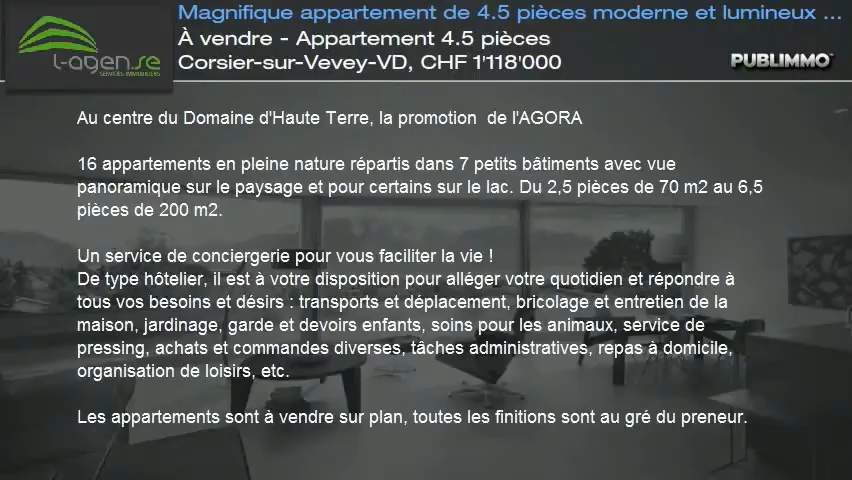 Magnifique appartement de 4.5 pièces moderne et lumineux ...
À vendre - Appartement 4.5 pièces
Corsier-sur-Vevey-VD, CHF 1'118'000
l-agen.se
SERVICES IMMOBILIERS
PUBLIMMO
Au centre du Domaine d'Haute Terre, la promotion de l'AGORA
16 appartements en pleine nature répartis dans 7 petits bâtiments avec vue
panoramique sur le paysage et pour certains sur le lac. Du 2,5 pièces de 70 m2 au 6,5
pièces de 200 m2.
Un service de conciergerie pour vous faciliter la vie !
De type hôtelier, il est à votre disposition pour alléger votre quotidien et répondre à
tous vos besoins et désirs : transports et déplacement, bricolage et entretien de la
maison, jardinage, garde et devoirs enfants, soins pour les animaux, service de
pressing, achats et commandes diverses, tâches administratives, repas à domicile,
organisation de loisirs, etc.
Les appartements sont à vendre sur plan, toutes les finitions sont au gré du preneur.